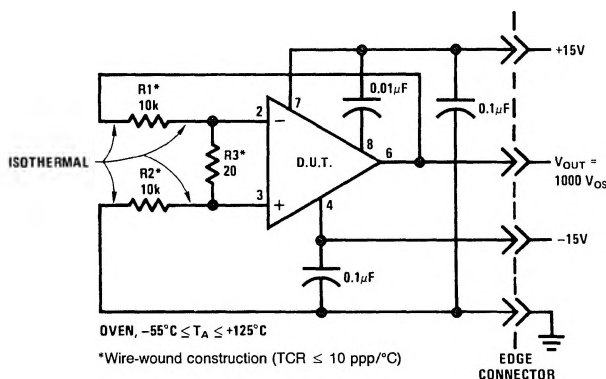 +15V
R1*
10k
2
7
0.01µF
0.1µF
ISOTHERMAL
R3*
20
−
D.U.T.
8
6
VOUT =
1000 VOS
R2*
10k
3
+
4
−15V
0.1µF
OVEN, −55°C ≤ TA ≤ +125°C
*Wire-wound construction (TCR ≤ 10 ppp/°C)
EDGE
CONNECTOR